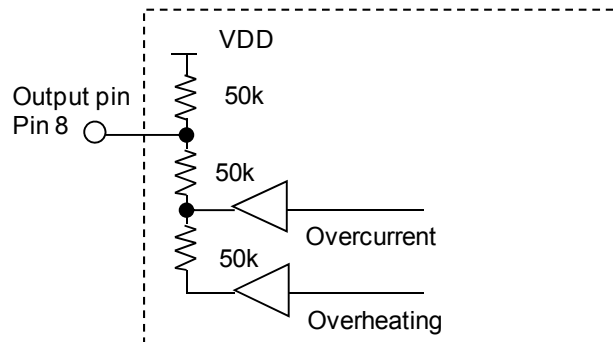 VDD
50k
Output pin
Pin 8
50k
Overcurrent
50k
Overheating